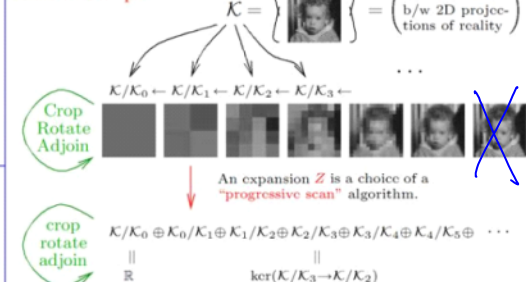 𝒦 = { } = ( b/w 2D projec-
tions of reality )
...
𝒦/𝒦₀ ← 𝒦/𝒦₁ ← 𝒦/𝒦₂ ← 𝒦/𝒦₃ ←
Crop
Rotate
Adjoin
An expansion Z is a choice of a
"progressive scan" algorithm.
crop
rotate
adjoin
𝒦/𝒦₀ ⊕ 𝒦₀/𝒦₁ ⊕ 𝒦₁/𝒦₂ ⊕ 𝒦₂/𝒦₃ ⊕ 𝒦₃/𝒦₄ ⊕ 𝒦₄/𝒦₅ ⊕ ...
|| ||
ℝ ker(𝒦/𝒦₃→𝒦/𝒦₂)